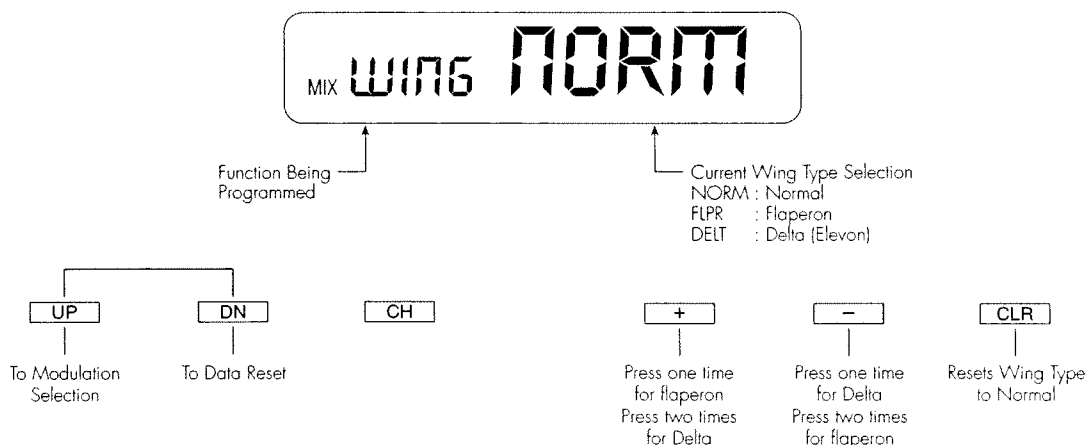 MIX WING NORM
Function Being
Programmed
Current Wing Type Selection
NORM : Normal
FLPR : Flaperon
DELT : Delta (Elevon)
UP
DN
CH
+
−
CLR
To Modulation
Selection
To Data Reset
Press one time
for flaperon
Press two times
for Delta
Press one time
for Delta
Press two times
for flaperon
Resets Wing Type
to Normal